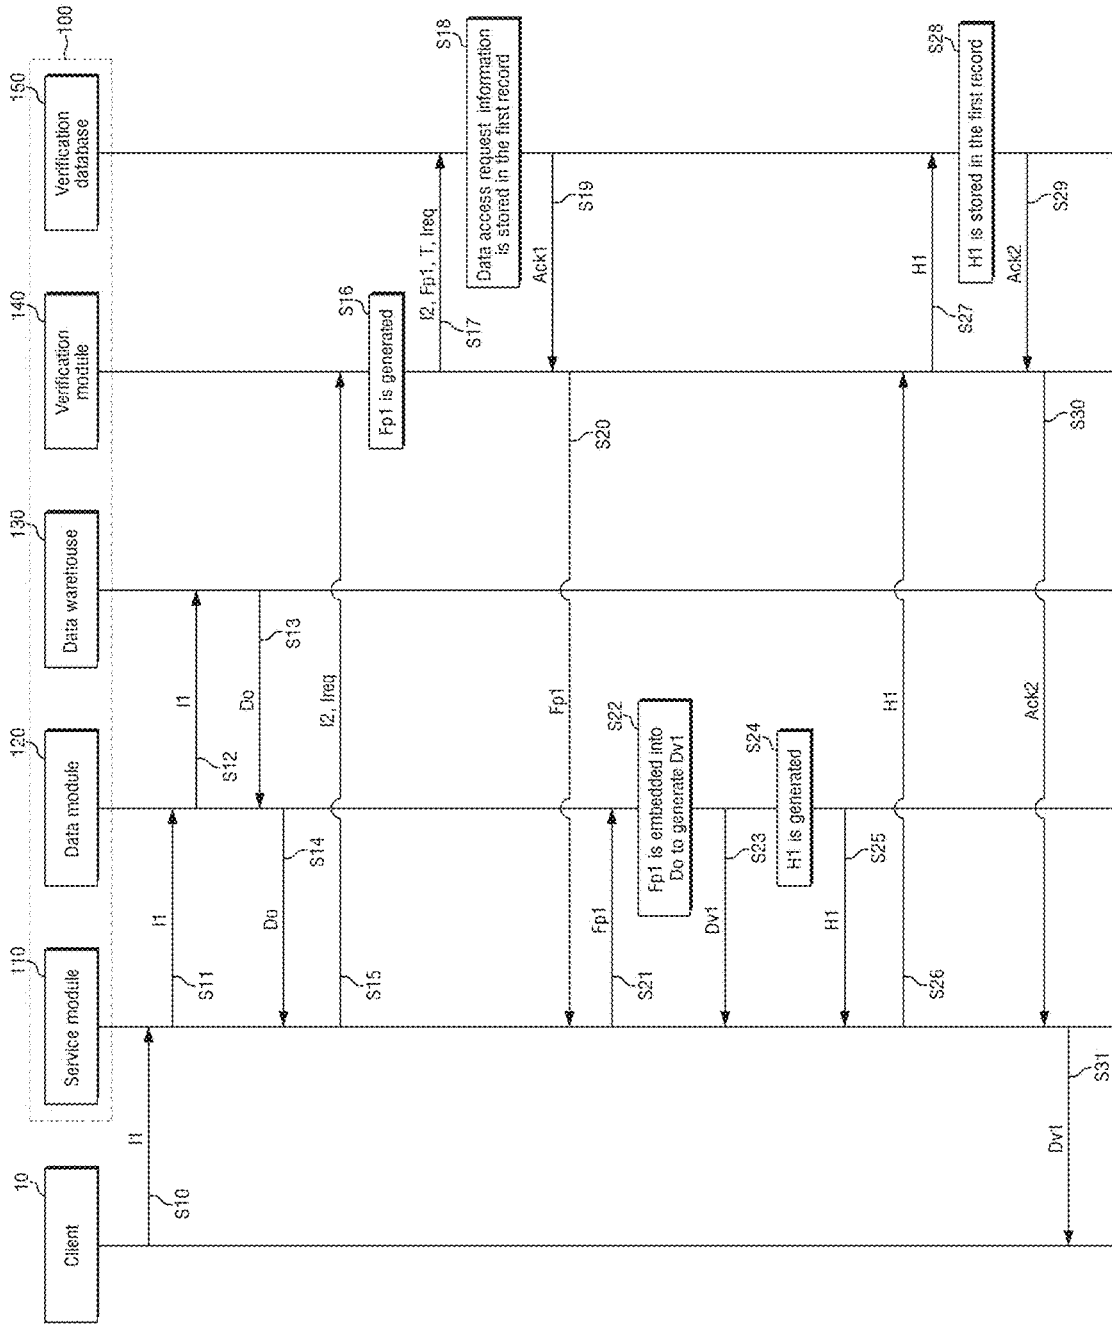 100
10
110
120
130
140
150
Client
Service module
Data module
Data warehouse
Verification
module
Verification
database
I1
S10
I1
S11
I1
S12
Do
S13
Do
S14
I2, Ireq
S15
Fp1 is generated
S16
I2, Fp1, T, Ireq
S17
Data access request information
is stored in the first record
S18
Ack1
S19
Fp1
S20
Fp1
S21
Fp1 is embedded into
Do to generate Dv1
S22
Dv1
S23
H1 is generated
S24
H1
S25
H1
S26
H1
S27
H1 is stored in the first record
S28
Ack2
S29
Ack2
S30
Dv1
S31